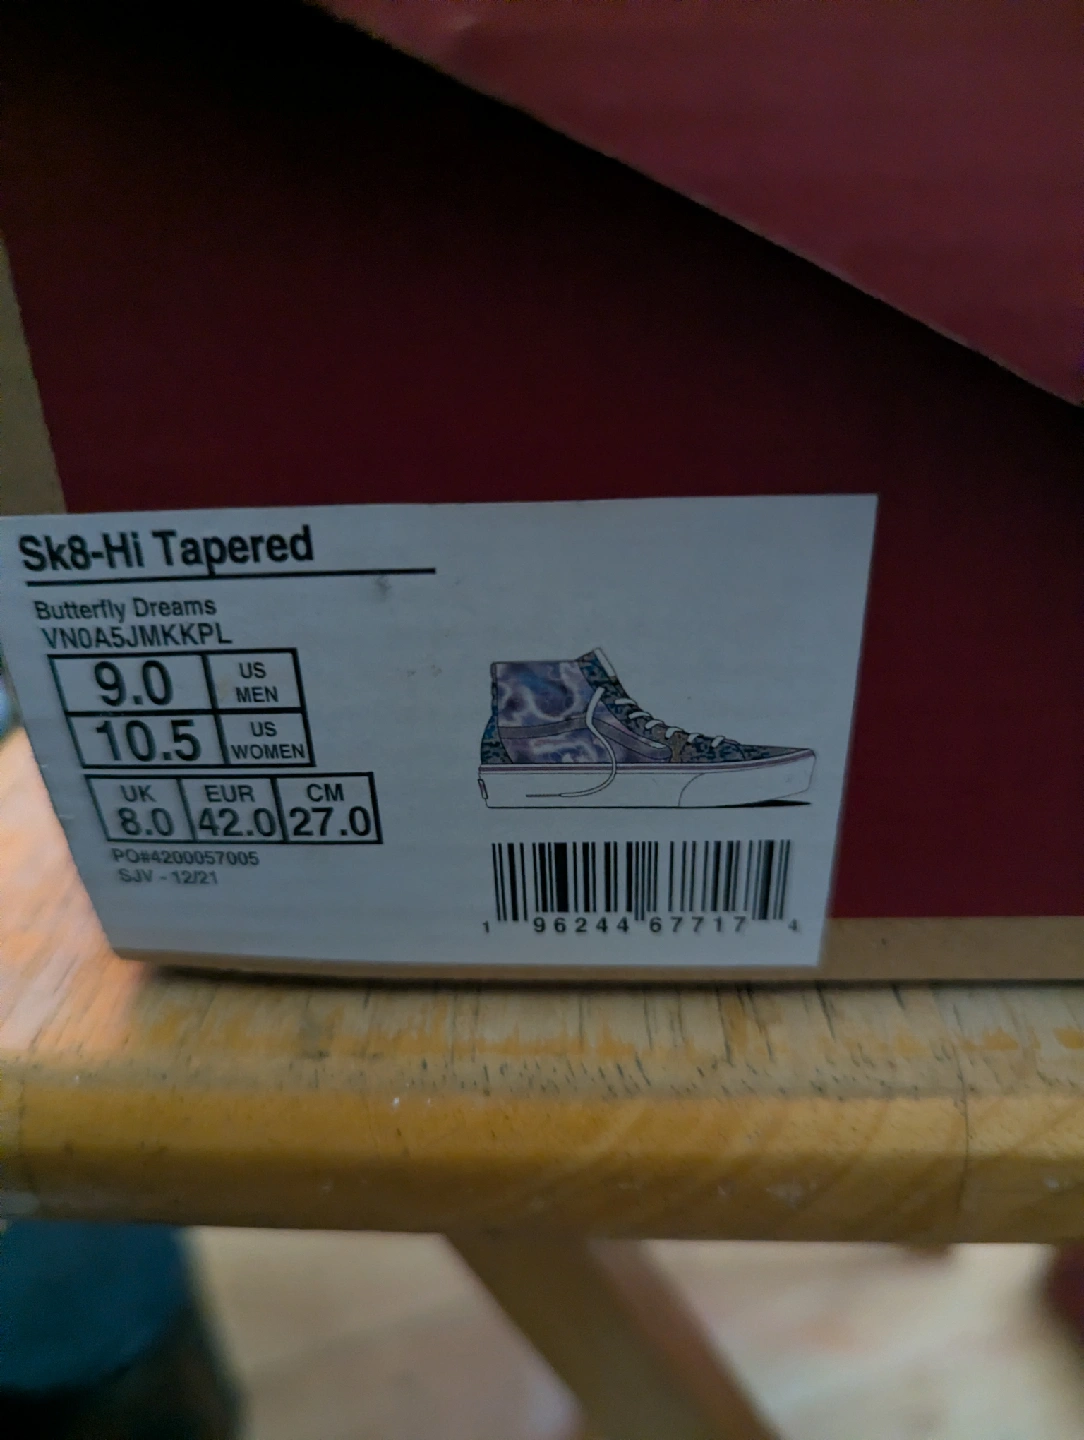 Sk8-Hi Tapered
Butterfly Dreams
VN0A5JMKKPL
9.0 US MEN
10.5 US WOMEN
UK EUR CM
8.0 42.0 27.0
PO#4200057005
SJV - 12/21
1 96244 67717 4